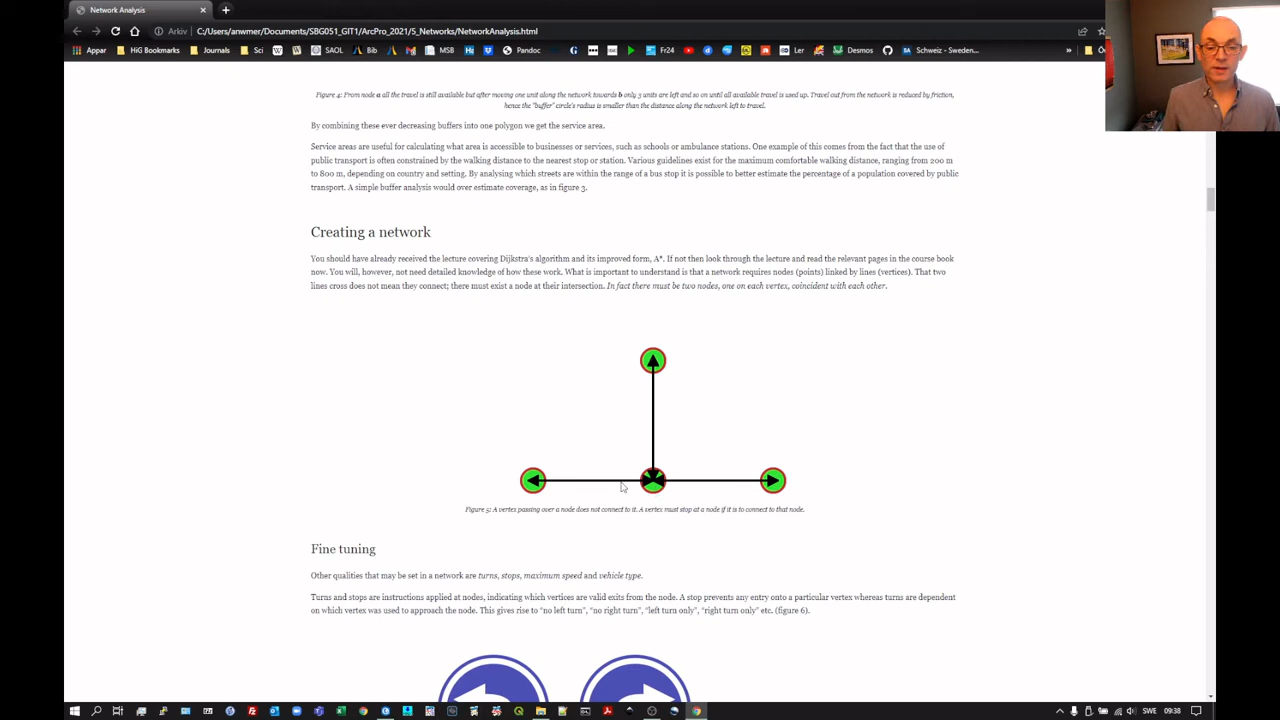 Network Analysis
Arkiv C:/Users/anwmer/Documents/SBG051_GIT1/ArcPro_2021/5_Networks/NetworkAnalysis.html
Appar HiG Bookmarks Journals Sci W SAOL EB MSB Pandoc Fr24 Ler Desmos Schweiz - Sweden... »
Figure 4: From node a all the travel is still available but after moving one unit along the network towards b only 3 units are left and so on until all available travel is used up. Travel out from the network is reduced by friction,
hence the "buffer" circle's radius is smaller than the distance along the network left to travel.
By combining these ever decreasing buffers into one polygon we get the service area.
Service areas are useful for calculating what area is accessible to businesses or services, such as schools or ambulance stations. One example of this comes from the fact that the use of
public transport is often constrained by the walking distance to the nearest stop or station. Various guidelines exist for the maximum comfortable walking distance, ranging from 200 m
to 800 m, depending on country and setting. By analysing which streets are within the range of a bus stop it is possible to better estimate the percentage of a population covered by public
transport. A simple buffer analysis would over estimate coverage, as in figure 3.
Creating a network
You should have already received the lecture covering Dijkstra's algorithm and its improved form, A*. If not then look through the lecture and read the relevant pages in the course book
now. You will, however, not need detailed knowledge of how these work. What is important to understand is that a network requires nodes (points) linked by lines (vertices). That two
lines cross does not mean they connect; there must exist a node at their intersection. In fact there must be two nodes, one on each vertex, coincident with each other.
Figure 5: A vertex passing over a node does not connect to it. A vertex must stop at a node if it is to connect to that node.
Fine tuning
Other qualities that may be set in a network are turns, stops, maximum speed and vehicle type.
Turns and stops are instructions applied at nodes, indicating which vertices are valid exits from the node. A stop prevents any entry onto a particular vertex whereas turns are dependent
on which vertex was used to approach the node. This gives rise to "no left turn", "no right turn", "left turn only", "right turn only" etc. (figure 6).
SWE 09:38